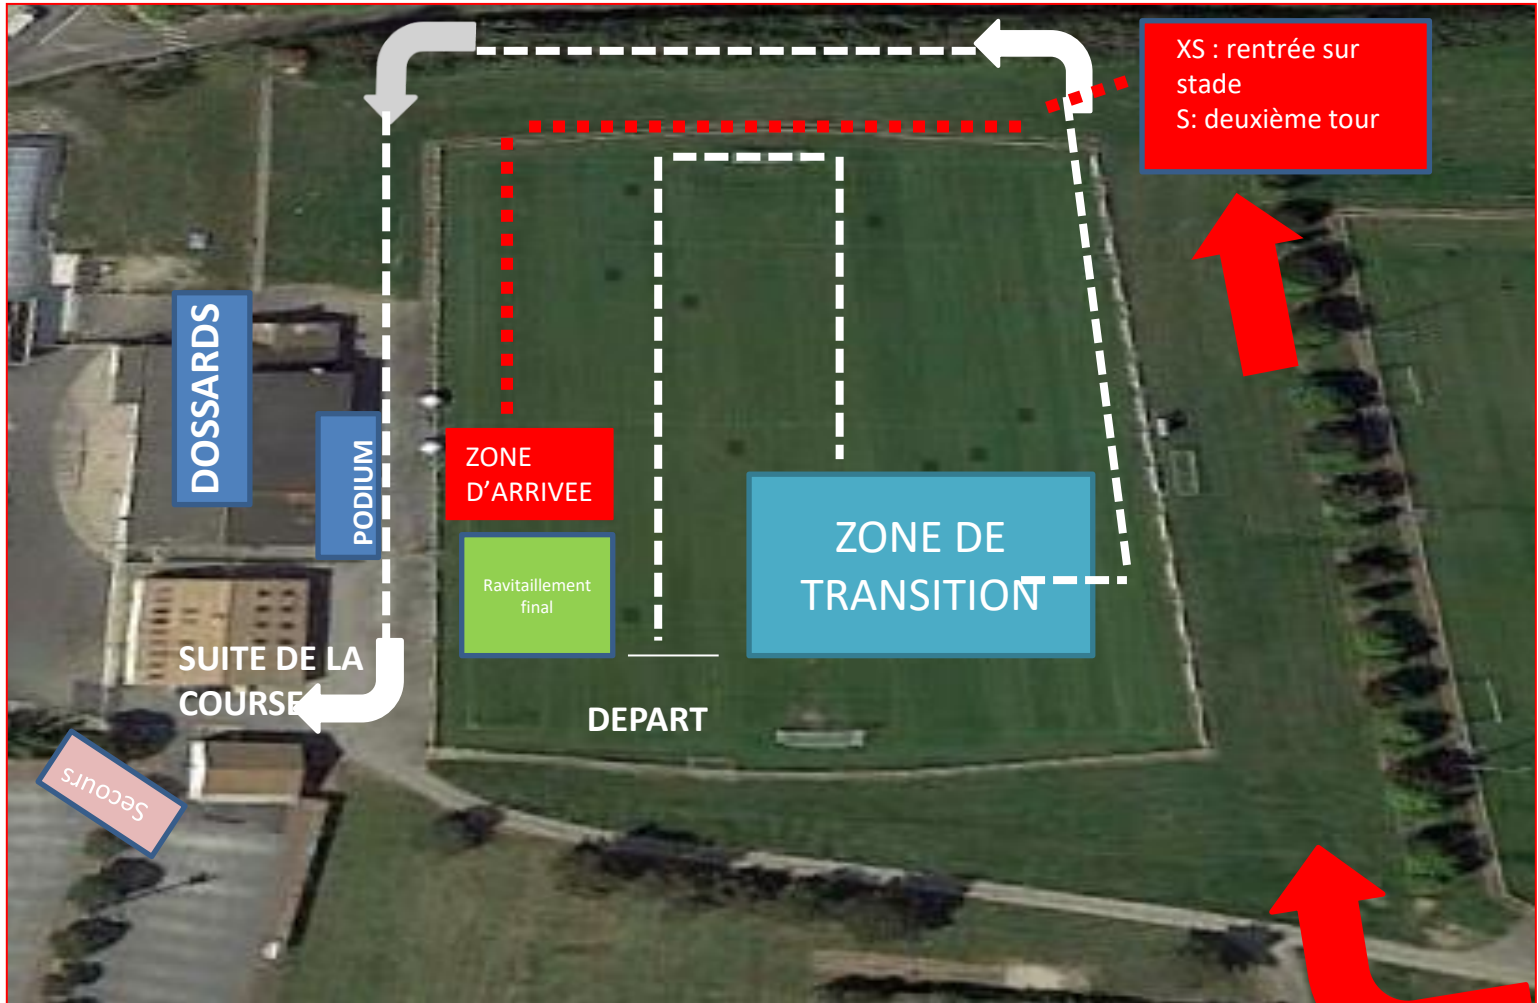 XS : rentrée sur
stade
S: deuxième tour
DOSSARDS
PODIUM
ZONE
D’ARRIVEE
Ravitaillement
final
ZONE DE
TRANSITION
SUITE DE LA
COURSE
DEPART
Secours